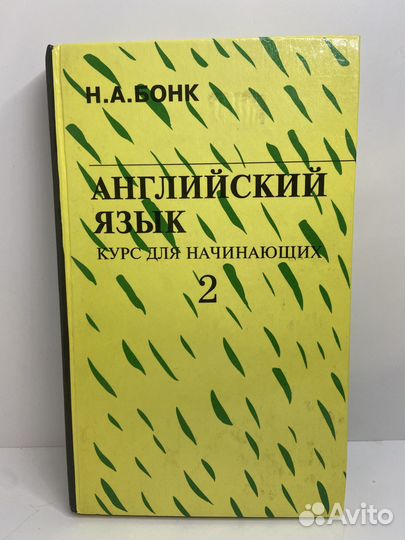 Н.А.БОНК
АНГЛИЙСКИЙ
ЯЗЫК
КУРС ДЛЯ НАЧИНАЮЩИХ
2
Avito